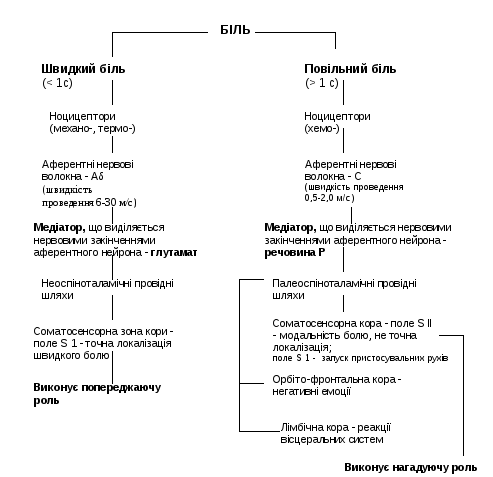 БІЛЬ
Швидкий біль
(< 1с)
Ноцицептори
(механо-, термо-)
Аферентні нервові
волокна - Аδ
(швидкість
проведення 6-30 м/с)
Медіатор, що виділяється
нервовими закінченнями
аферентного нейрона - глутамат
Неоспіноталамічні провідні
шляхи
Соматосенсорна зона кори -
поле S 1 - точна локалізація
швидкого болю
Виконує попереджаючу
роль
Повільний біль
(> 1 с)
Ноцицептори
(хемо-)
Аферентні нервові
волокна - С
(швидкість проведення
0,5-2,0 м/с)
Медіатор, що виділяється нервовими
закінченнями аферентного нейрона -
речовина Р
Палеоспіноталамічні провідні
шляхи
Соматосенсорна кора - поле S II
- модальність болю, не точна
локалізація;
поле S 1 - запуск пристосувальних рухів
Орбіто-фронтальна кора -
негативні емоції
Лімбічна кора - реакції
вісцеральних систем
Виконує нагадуючу роль